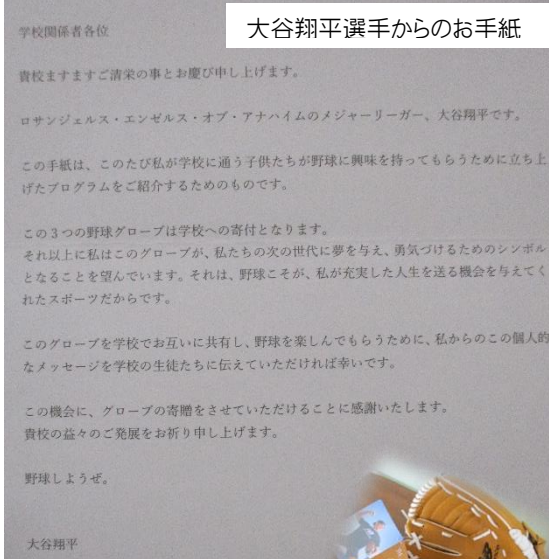 大谷翔平選手からのお手紙
学校関係者各位
貴校ますますご清栄の事とお慶び申し上げます。
ロサンジェルス・エンゼルス・オブ・アナハイムのメジャーリーガー、大谷翔平です。
この手紙は、このたび私が学校に通う子供たちが野球に興味を持ってもらうために立ち上
げたプログラムをご紹介するためのものです。
この3つの野球グローブは学校への寄付となります。
それ以上に私はこのグローブが、私たちの次の世代に夢を与え、勇気づけるためのシンボル
となることを望んでいます。それは、野球こそが、私が充実した人生を送る機会を与えてく
れたスポーツだからです。
このグローブを学校でお互いに共有し、野球を楽しんでもらうために、私からのこの個人的
なメッセージを学校の生徒たちに伝えていただければ幸いです。
この機会に、グローブの寄贈をさせていただけることに感謝いたします。
貴校の益々のご発展をお祈り申し上げます。
野球しようぜ。
大谷翔平